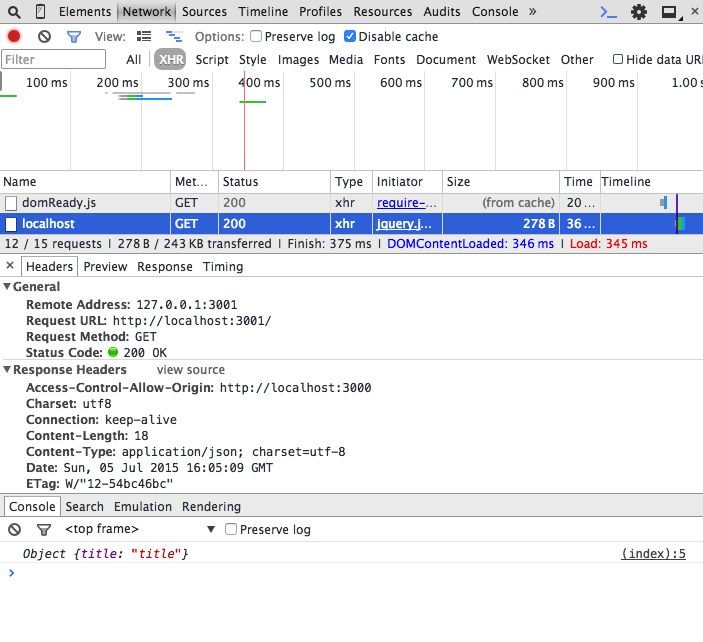 Elements Network Sources Timeline Profiles Resources Audits Console »
View: Options: Preserve log Disable cache
Filter All XHR Script Style Images Media Fonts Document WebSocket Other Hide data URI
100 ms 200 ms 300 ms 400 ms 500 ms 600 ms 700 ms 800 ms 900 ms 1.00 s
Name Met... Status Type Initiator Size Time Timeline
domReady.js GET 200 xhr require-... (from cache) 20 ...
localhost GET 200 xhr jquery.j... 278 B 36 ...
12 / 15 requests | 278 B / 243 KB transferred | Finish: 375 ms | DOMContentLoaded: 346 ms | Load: 345 ms
× Headers Preview Response Timing
General
Remote Address: 127.0.0.1:3001
Request URL: http://localhost:3001/
Request Method: GET
Status Code: 200 OK
Response Headers view source
Access-Control-Allow-Origin: http://localhost:3000
Charset: utf8
Connection: keep-alive
Content-Length: 18
Content-Type: application/json; charset=utf-8
Date: Sun, 05 Jul 2015 16:05:09 GMT
ETag: W/"12-54bc46bc"
Console Search Emulation Rendering
<top frame> ▼ Preserve log
Object {title: "title"} (index):5
>